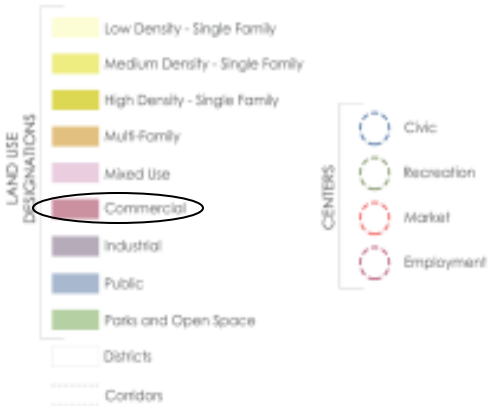 LAND USE
DESIGNATIONS
Low Density - Single Family
Medium Density - Single Family
High Density - Single Family
Multi-Family
Mixed Use
Commercial
Industrial
Public
Parks and Open Space
Districts
Corridors
CENTERS
Civic
Recreation
Market
Employment